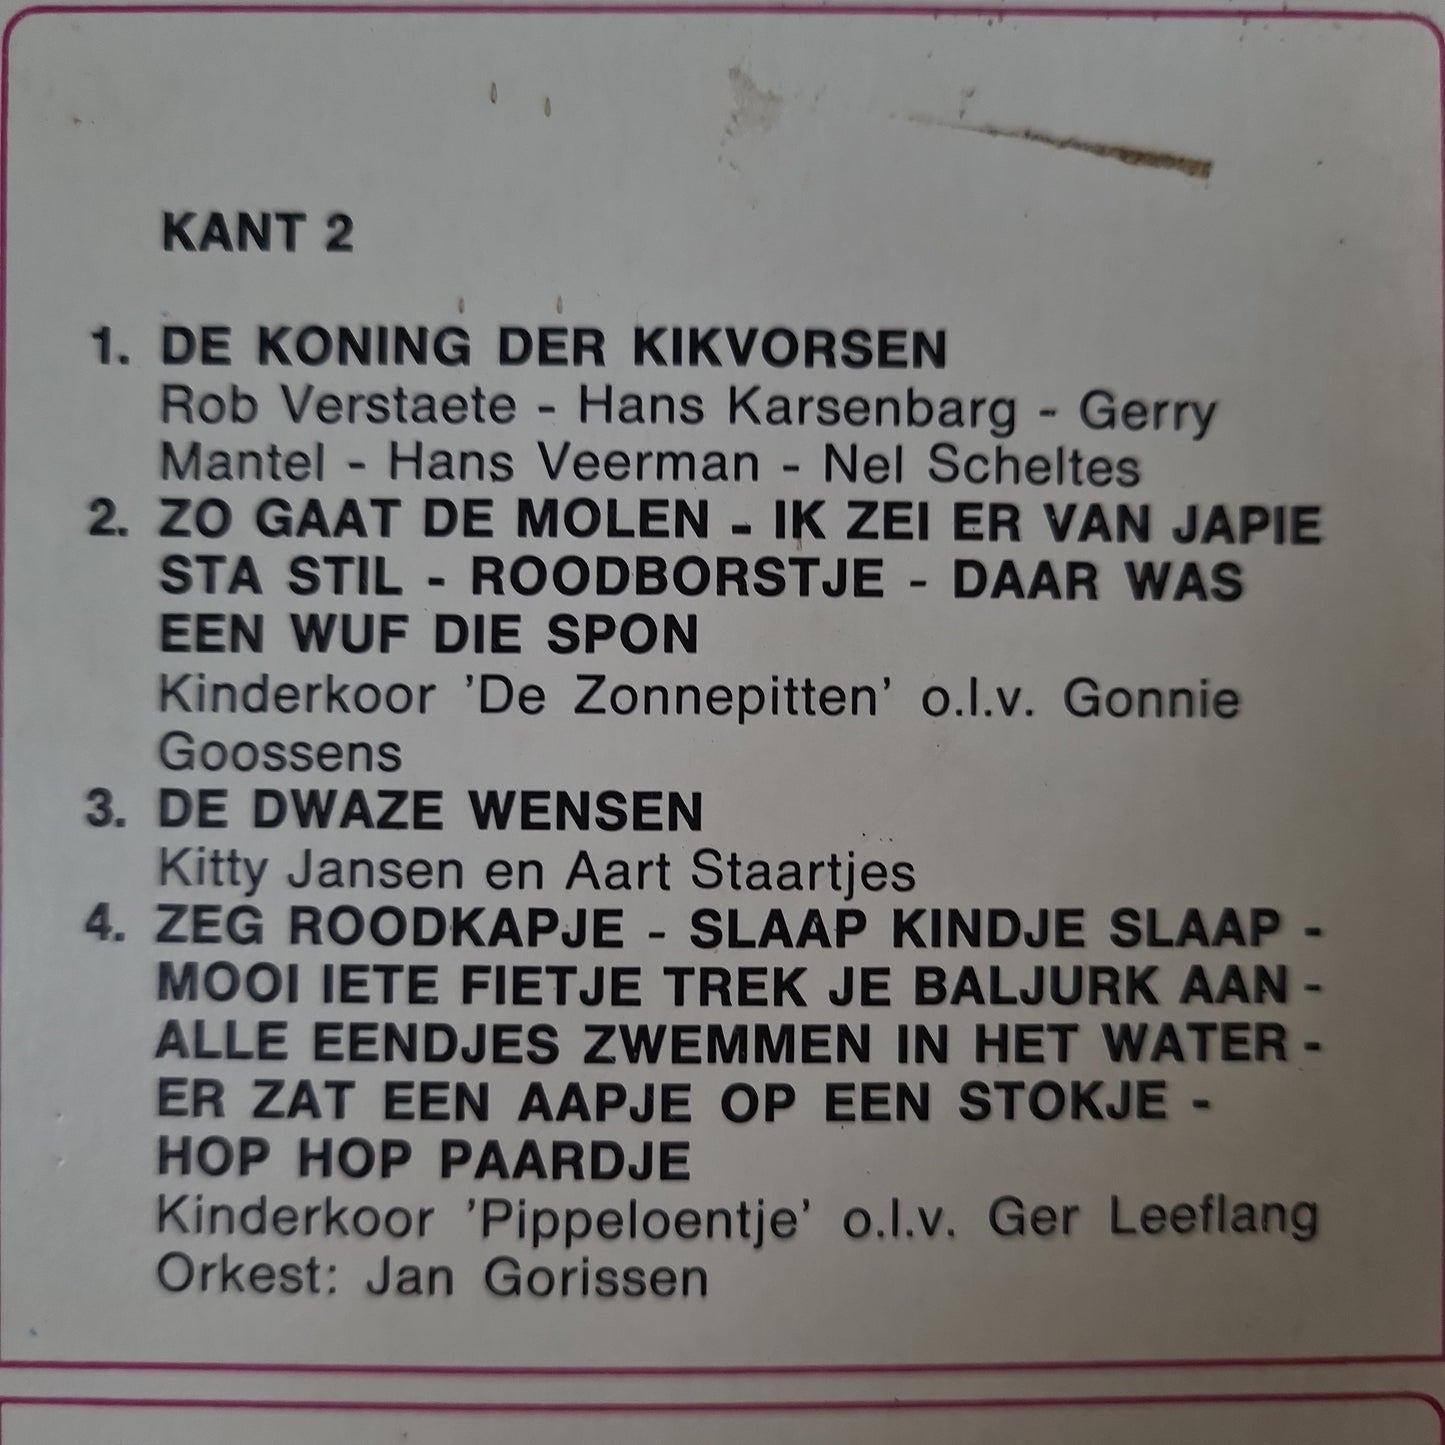 KANT 2
1. DE KONING DER KIKVORSEN
Rob Verstaete - Hans Karsenbarg - Gerry
Mantel - Hans Veerman - Nel Scheltes
2. ZO GAAT DE MOLEN - IK ZEI ER VAN JAPIE
STA STIL - ROODBORSTJE - DAAR WAS
EEN WUF DIE SPON
Kinderkoor 'De Zonnepitten' o.l.v. Gonnie
Goossens
3. DE DWAZE WENSEN
Kitty Jansen en Aart Staartjes
4. ZEG ROODKAPJE - SLAAP KINDJE SLAAP -
MOOI IETE FIETJE TREK JE BALJURK AAN -
ALLE EENDJES ZWEMMEN IN HET WATER -
ER ZAT EEN AAPJE OP EEN STOKJE -
HOP HOP PAARDJE
Kinderkoor 'Pippeloentje' o.l.v. Ger Leeflang
Orkest: Jan Gorissen